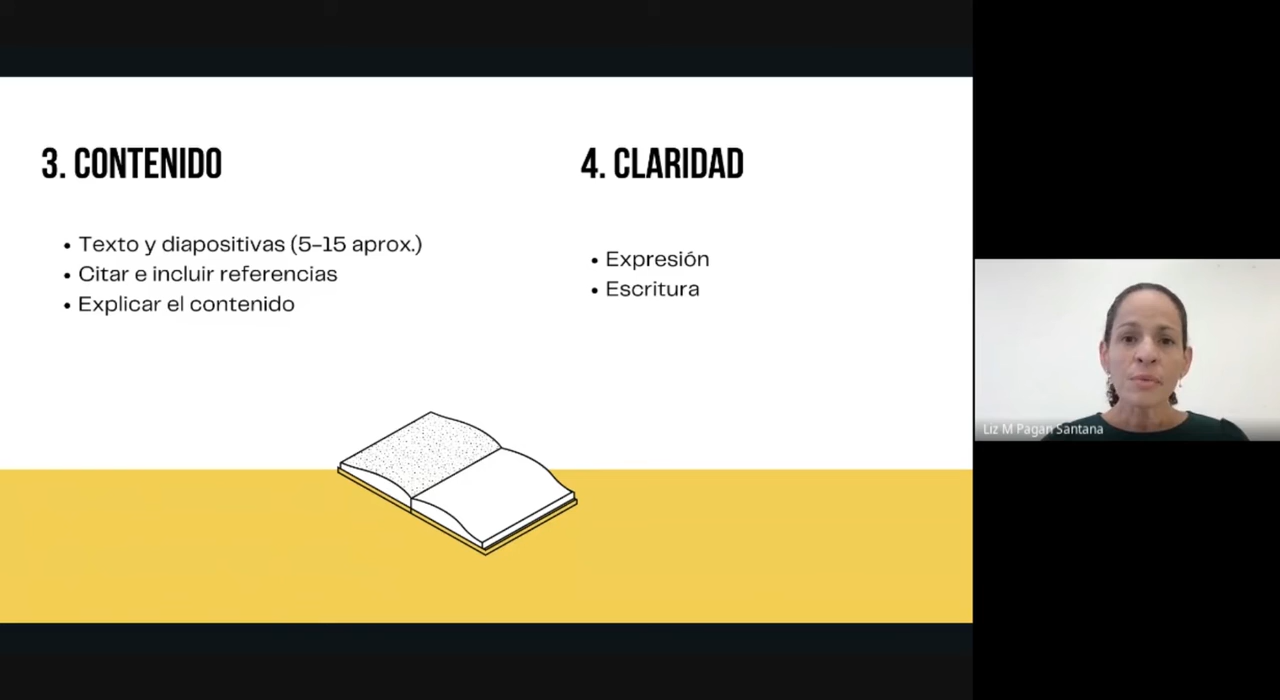 3. CONTENIDO
• Texto y diapositivas (5-15 aprox.)
• Citar e incluir referencias
• Explicar el contenido
4. CLARIDAD
• Expresión
• Escritura
Liz M Pagan Santana